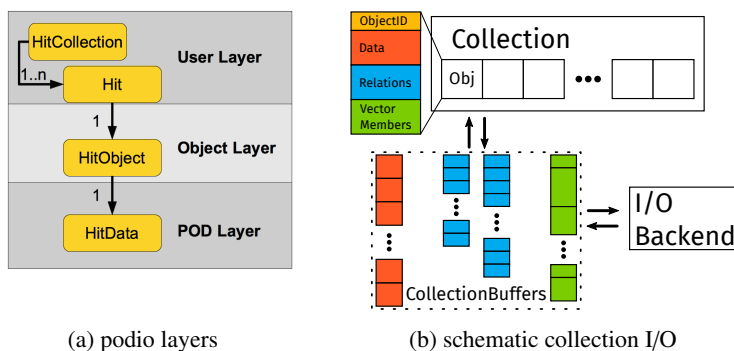 HitCollection
1..n
Hit
User Layer
1
HitObject
Object Layer
1
HitData
POD Layer
(a) podio layers
ObjectID
Data
Relations
Vector
Members
Collection
Obj
CollectionBuffers
I/O
Backend
(b) schematic collection I/O